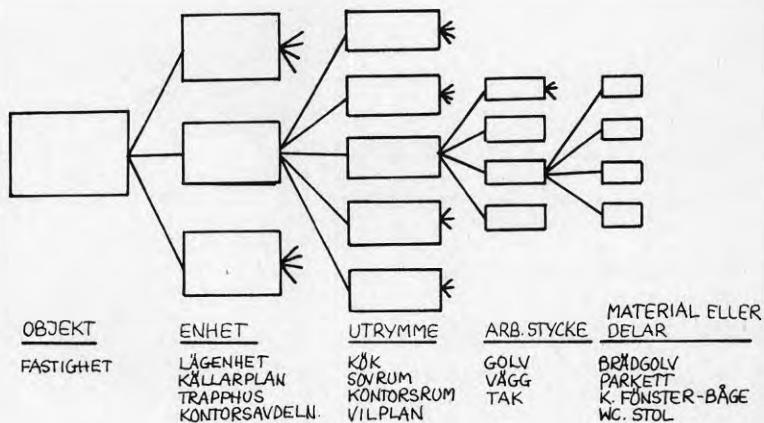 OBJEKT
FASTIGHET
ENHET
LÄGENHET
KÄLLARPLAN
TRAPPHUS
KONTORSAVDELN.
UTRYMME
KÖK
SOVRUM
KONTORSRUM
VILPLAN
ARB. STYCKE
GOLV
VÄGG
TAK
MATERIAL ELLER
DELAR
BRÄDGOLV
PARKETT
K. FÖNSTER-BÅGE
WC. STOL